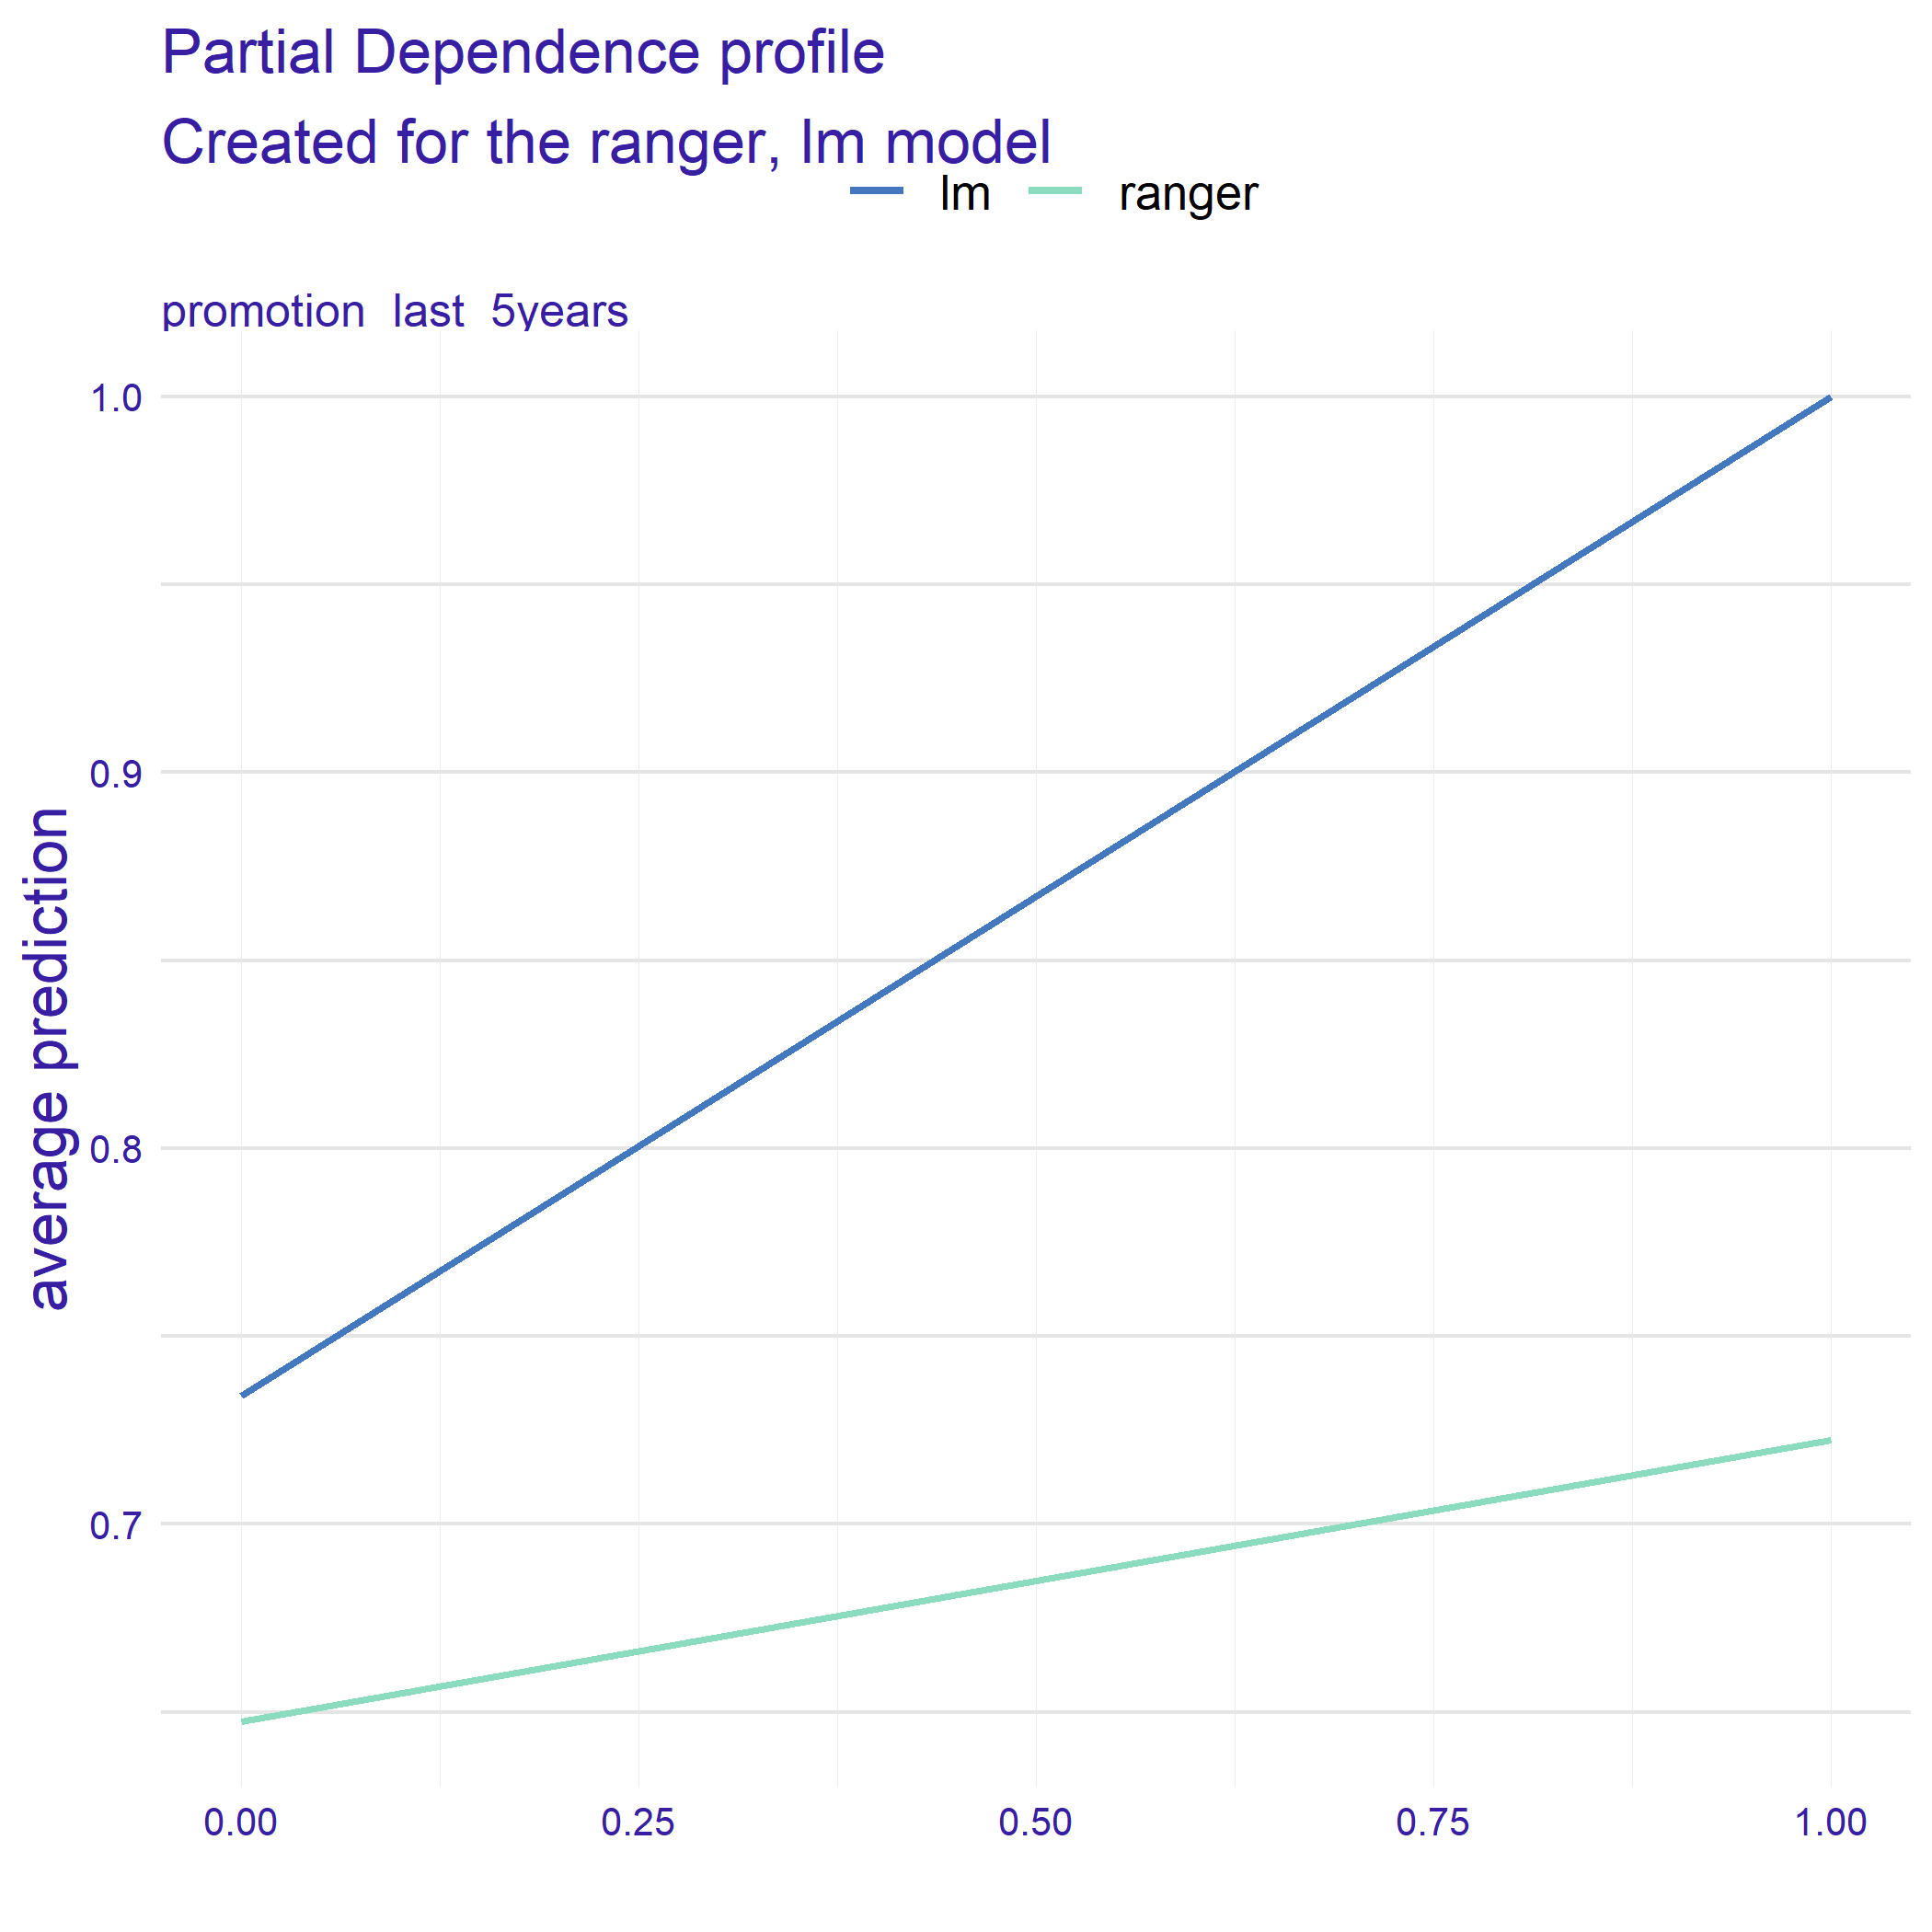 Partial Dependence profile
Created for the ranger, lm model
lm ranger
promotion last 5years
average prediction
1.0
0.9
0.8
0.7
0.00 0.25 0.50 0.75 1.00